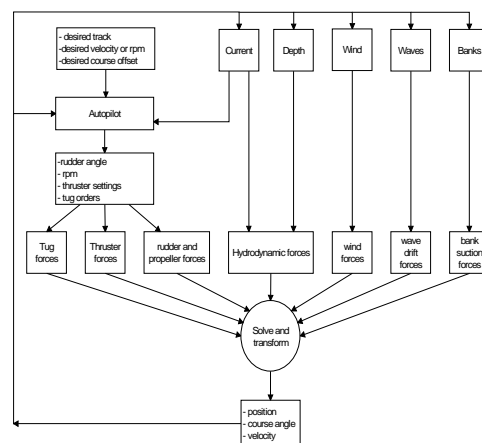 - desired track
-desired velocity or rpm
-desired course offset
Current
Depth
Wind
Waves
Banks
Autopilot
-rudder angle
- rpm
- thruster settings
- tug orders
Tug
forces
Thruster
forces
rudder and
propeller forces
Hydrodynamic forces
wind
forces
wave
drift
forces
bank
suction
forces
Solve and
transform
- position
- course angle
- velocity